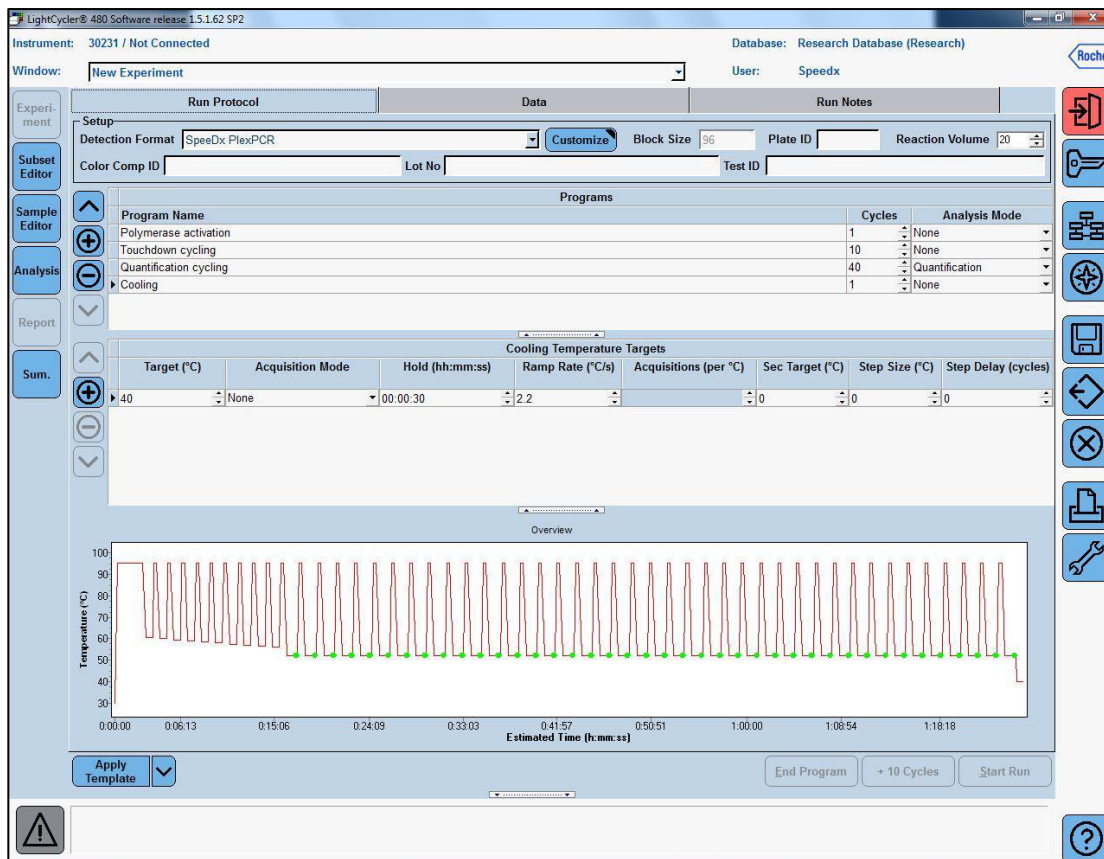 LightCycler® 480 Software release 1.5.1.62 SP2
Instrument: 30231 / Not Connected Database: Research Database (Research)
Window: New Experiment User: Speedx
Roche
Experi-
ment
Subset
Editor
Sample
Editor
Analysis
Report
Sum.
Run Protocol Data Run Notes
Setup
Detection Format SpeeDx PlexPCR Customize Block Size 96 Plate ID Reaction Volume 20
Color Comp ID Lot No Test ID
Programs
Program Name Cycles Analysis Mode
Polymerase activation 1 None
Touchdown cycling 10 None
Quantification cycling 40 Quantification
Cooling 1 None
Cooling Temperature Targets
Target (°C) Acquisition Mode Hold (hh:mm:ss) Ramp Rate (°C/s) Acquisitions (per °C) Sec Target (°C) Step Size (°C) Step Delay (cycles)
40 None 00:00:30 2.2 0 0 0
Overview
Temperature (°C)
100
90
80
70
60
50
40
30
0:00:00 0:06:13 0:15:06 0:24:09 0:33:03 0:41:57 0:50:51 1:00:00 1:08:54 1:18:18
Estimated Time (h:mm:ss)
Apply
Template
End Program + 10 Cycles Start Run